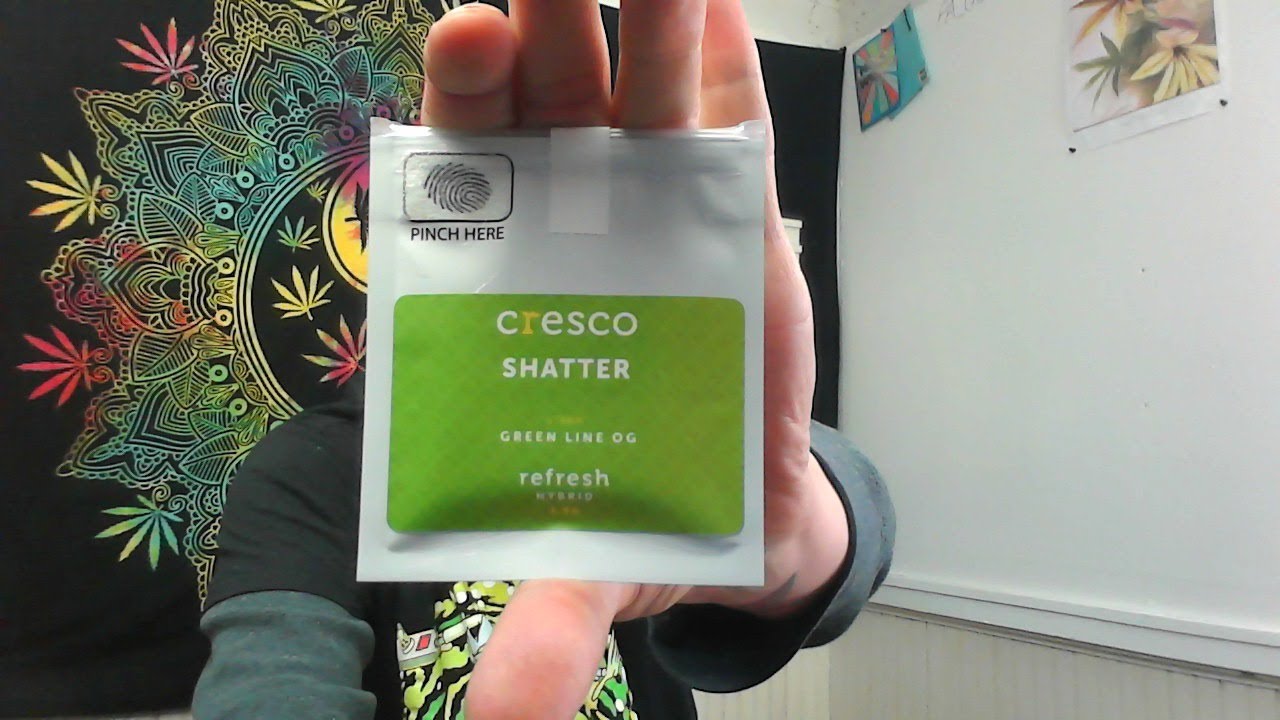 PINCH HERE
cresco
SHATTER
GREEN LINE OG
refresh
HYBRID